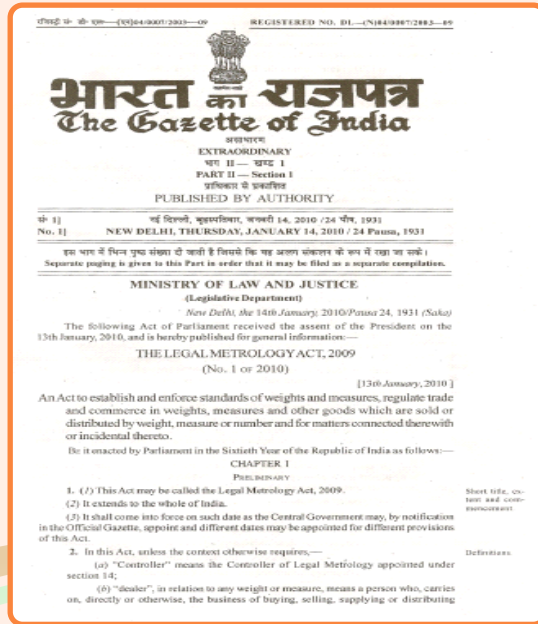 रजिस्ट्री सं० डी० एल०—(एन)04/0007/2003—09
REGISTERED NO. DL—(N)04/0007/2003—09
भारत का राजपत्र
The Gazette of India
असाधारण
EXTRAORDINARY
भाग II — खण्ड 1
PART II — Section 1
प्राधिकार से प्रकाशित
PUBLISHED BY AUTHORITY
सं० 1] नई दिल्ली, बृहस्पतिवार, जनवरी 14, 2010 / 24 पौष, 1931
No. 1] NEW DELHI, THURSDAY, JANUARY 14, 2010 / 24 Pausa, 1931
इस भाग में भिन्न पृष्ठ संख्या दी जाती है जिससे कि यह अलग संकलन के रूप में रखा जा सके।
Separate paging is given to this Part in order that it may be filed as a separate compilation.
MINISTRY OF LAW AND JUSTICE
(Legislative Department)
New Delhi, the 14th January, 2010/Pausa 24, 1931 (Saka)
The following Act of Parliament received the assent of the President on the
13th January, 2010, and is hereby published for general information:—
THE LEGAL METROLOGY ACT, 2009
(No. 1 OF 2010)
[13th January, 2010 ]
An Act to establish and enforce standards of weights and measures, regulate trade
and commerce in weights, measures and other goods which are sold or
distributed by weight, measure or number and for matters connected therewith
or incidental thereto.
Be it enacted by Parliament in the Sixtieth Year of the Republic of India as follows:—
CHAPTER I
PRELIMINARY
1. (1) This Act may be called the Legal Metrology Act, 2009.
Short title, ex-
tent and com-
mencement
(2) It extends to the whole of India.
(3) It shall come into force on such date as the Central Government may, by notification
in the Official Gazette, appoint and different dates may be appointed for different provisions
of this Act.
2. In this Act, unless the context otherwise requires,—
Definitions
(a) "Controller" means the Controller of Legal Metrology appointed under
section 14;
(b) "dealer", in relation to any weight or measure, means a person who, carries
on, directly or otherwise, the business of buying, selling, supplying or distributing